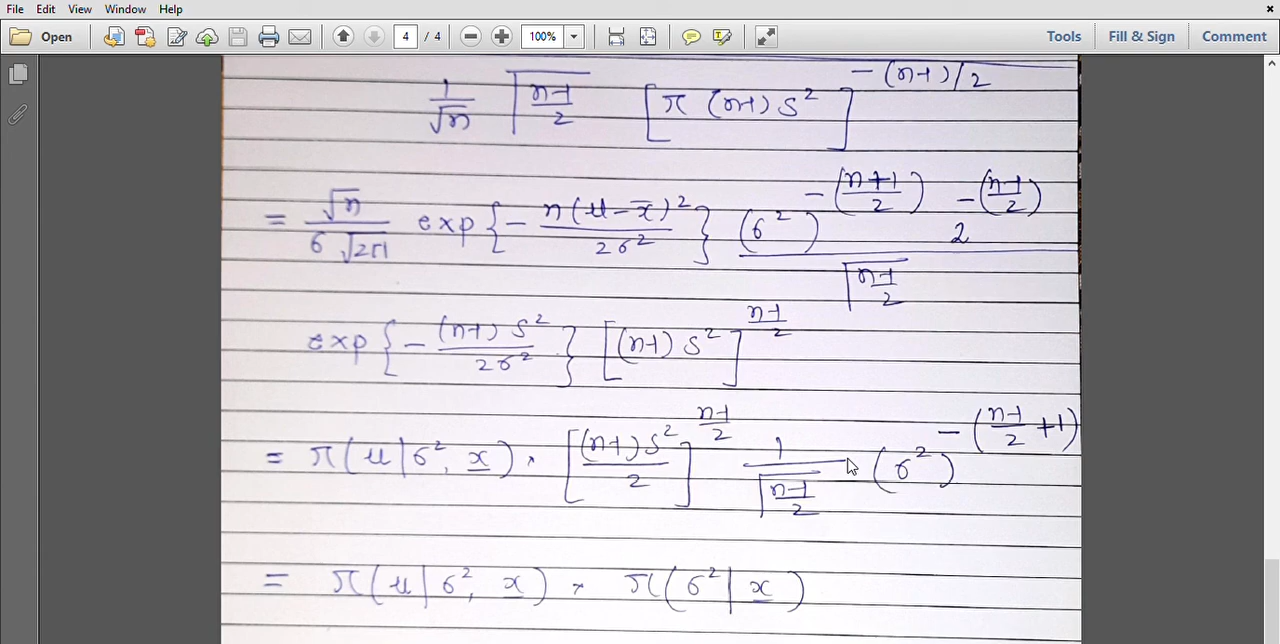 File Edit View Window Help
Open 4 / 4 100% Tools Fill & Sign Comment
1/√n Γ(n-1)/2 [π (n-1) s²]^-(n-1)/2
= √n / σ√2π exp{- n(μ-x̄)² / 2σ²} (σ²)^-((n+1)/2) 2^-((n-1)/2) / Γ(n-1)/2
exp{- (n-1) s² / 2σ²} [(n-1) s²]^(n-1)/2
= π(μ|σ², x) × [(n-1)s² / 2]^(n-1)/2 1/Γ(n-1)/2 (σ²)^-((n-1)/2 +1)
= π(μ|σ², x) × π(σ²|x)